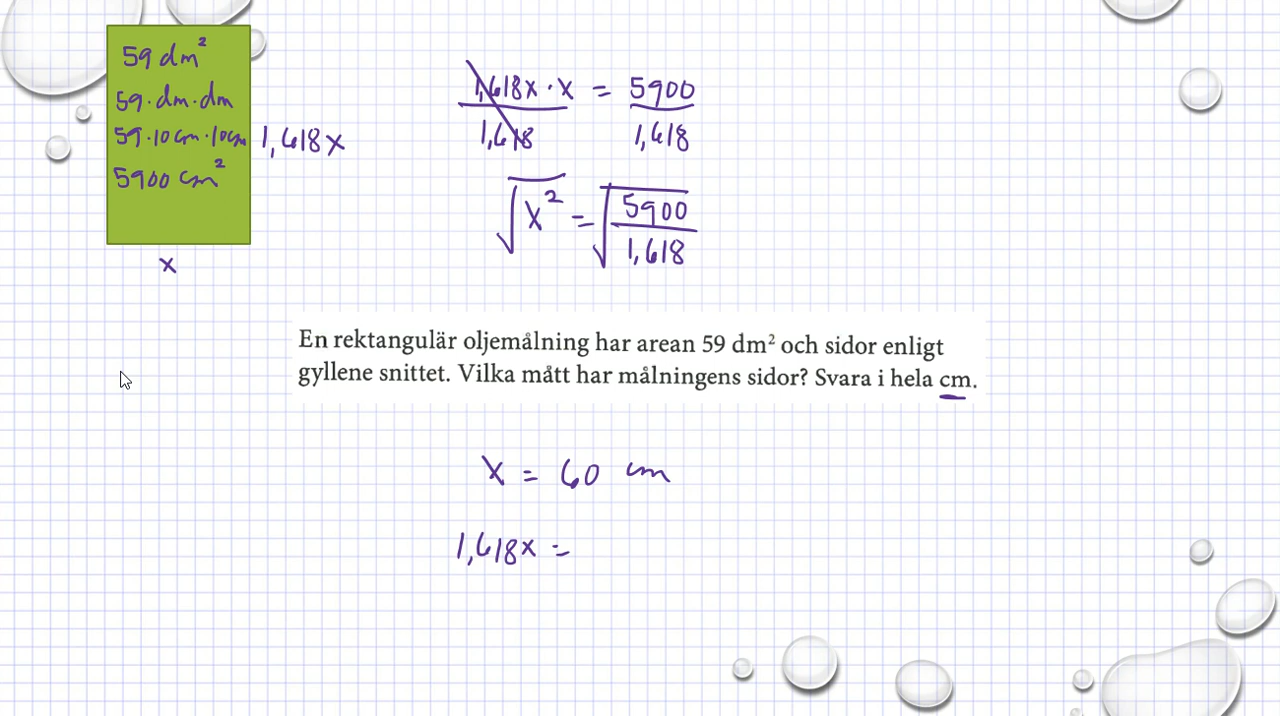 59 dm²
59 · dm · dm
59 · 10 cm · 10 cm
5900 cm²
1,618x
x
1,618x · x = 5900
1,618 1,618
√x² = √5900
1,618
En rektangulär oljemålning har arean 59 dm² och sidor enligt
gyllene snittet. Vilka mått har målningens sidor? Svara i hela cm.
x = 60 cm
1,618x =